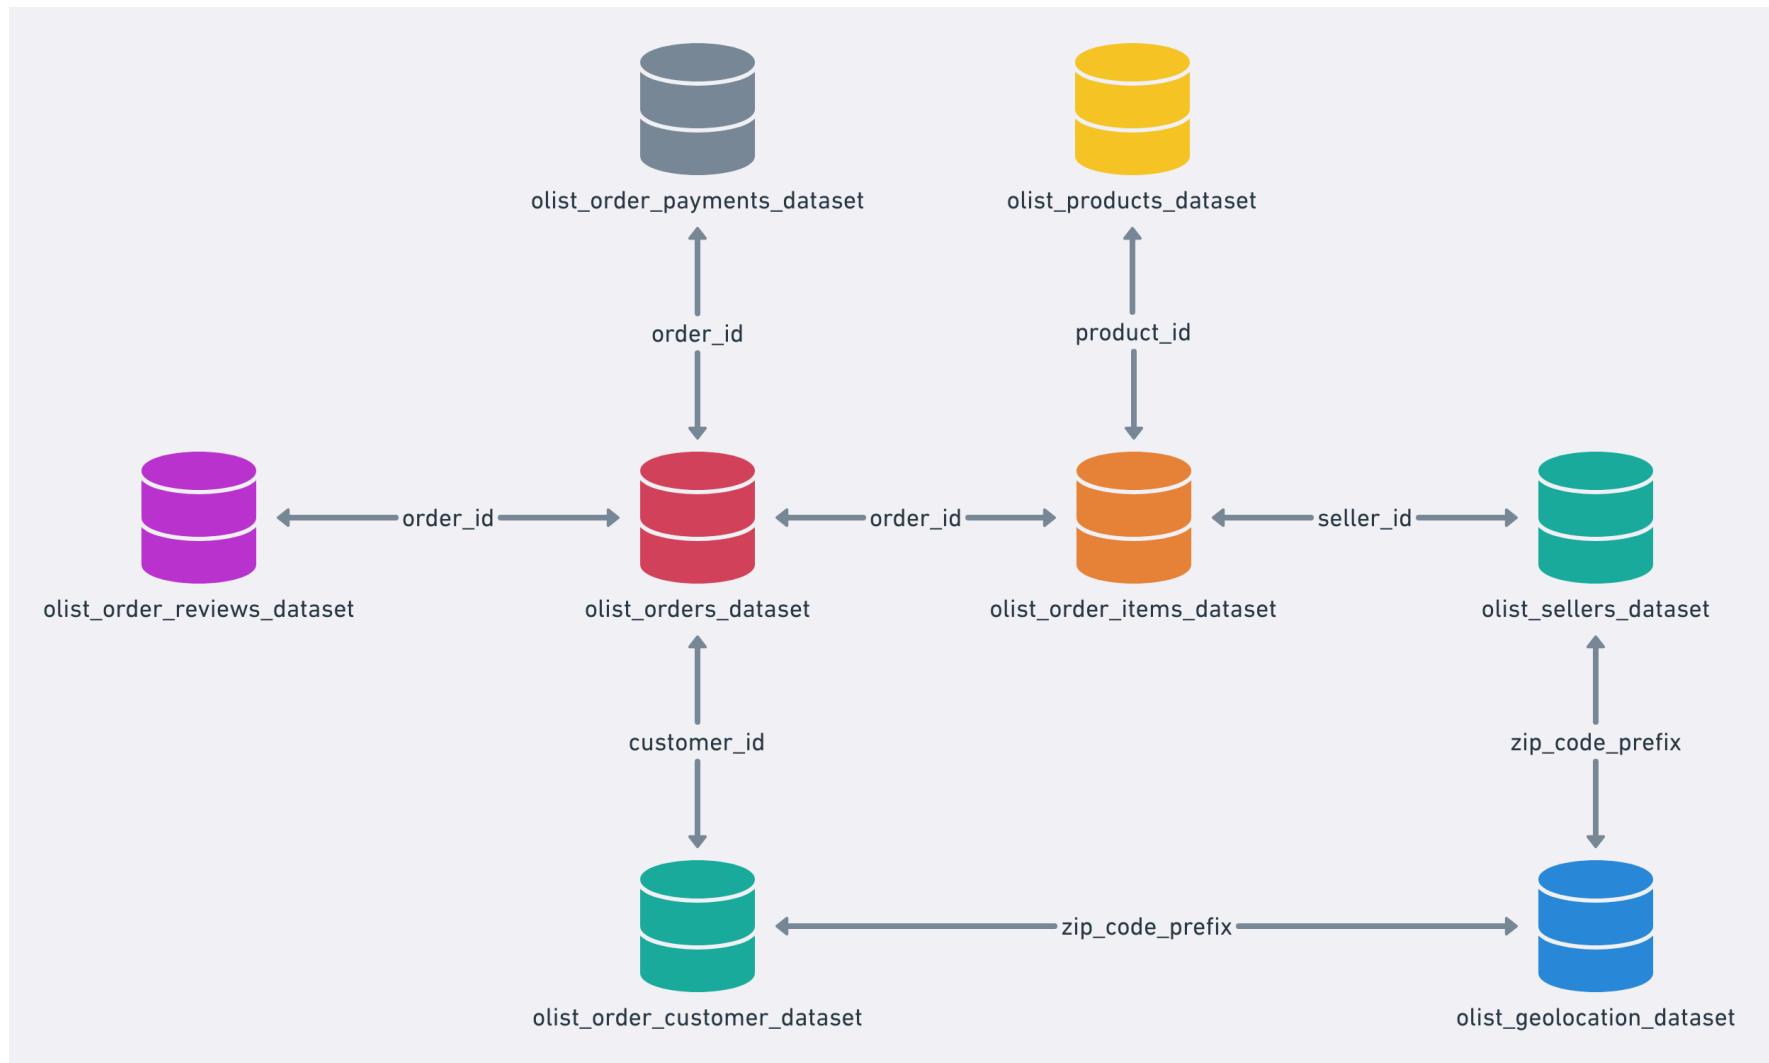 olist_order_payments_dataset
olist_products_dataset
order_id
product_id
order_id
order_id
seller_id
olist_order_reviews_dataset
olist_orders_dataset
olist_order_items_dataset
olist_sellers_dataset
customer_id
zip_code_prefix
zip_code_prefix
olist_order_customer_dataset
olist_geolocation_dataset